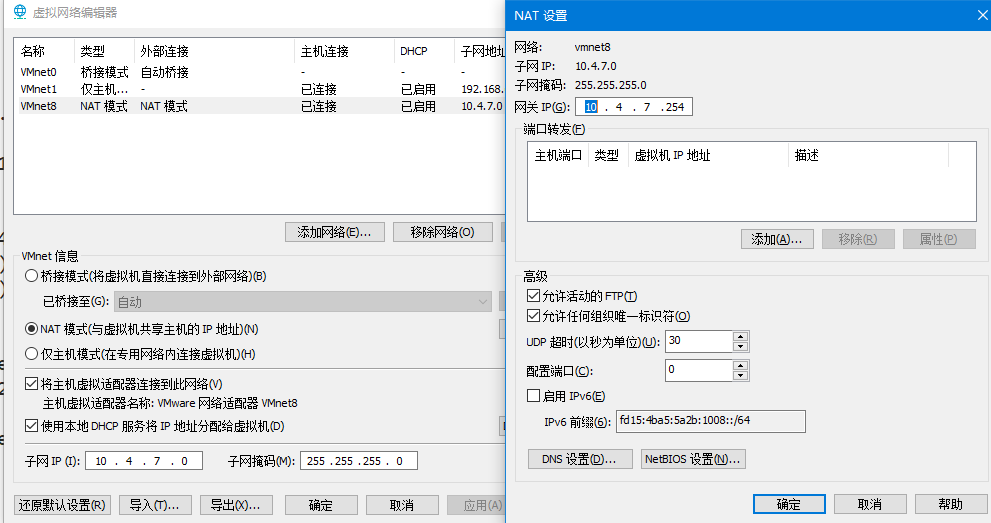 虚拟网络编辑器
名称 类型 外部连接 主机连接 DHCP 子网地址
VMnet0 桥接模式 自动桥接 - - -
VMnet1 仅主机... - 已连接 已启用 192.168.
VMnet8 NAT 模式 NAT 模式 已连接 已启用 10.4.7.0
添加网络(E)... 移除网络(O)
VMnet 信息
桥接模式(将虚拟机直接连接到外部网络)(B)
已桥接至(G): 自动
NAT 模式(与虚拟机共享主机的 IP 地址)(N)
仅主机模式(在专用网络内连接虚拟机)(H)
将主机虚拟适配器连接到此网络(V)
主机虚拟适配器名称: VMware 网络适配器 VMnet8
使用本地 DHCP 服务将 IP 地址分配给虚拟机(D)
子网 IP (I): 10 . 4 . 7 . 0 子网掩码(M): 255 .255 .255 . 0
还原默认设置(R) 导入(T)... 导出(X)... 确定 取消 应用(A)
NAT 设置
网络: vmnet8
子网 IP: 10.4.7.0
子网掩码: 255.255.255.0
网关 IP(G): 10 . 4 . 7 .254
端口转发(F)
主机端口 类型 虚拟机 IP 地址 描述
添加(A)... 移除(R) 属性(P)
高级
允许活动的 FTP(T)
允许任何组织唯一标识符(O)
UDP 超时(以秒为单位)(U): 30
配置端口(C): 0
启用 IPv6(E)
IPv6 前缀(6): fd15:4ba5:5a2b:1008::/64
DNS 设置(D)... NetBIOS 设置(N)...
确定 取消 帮助